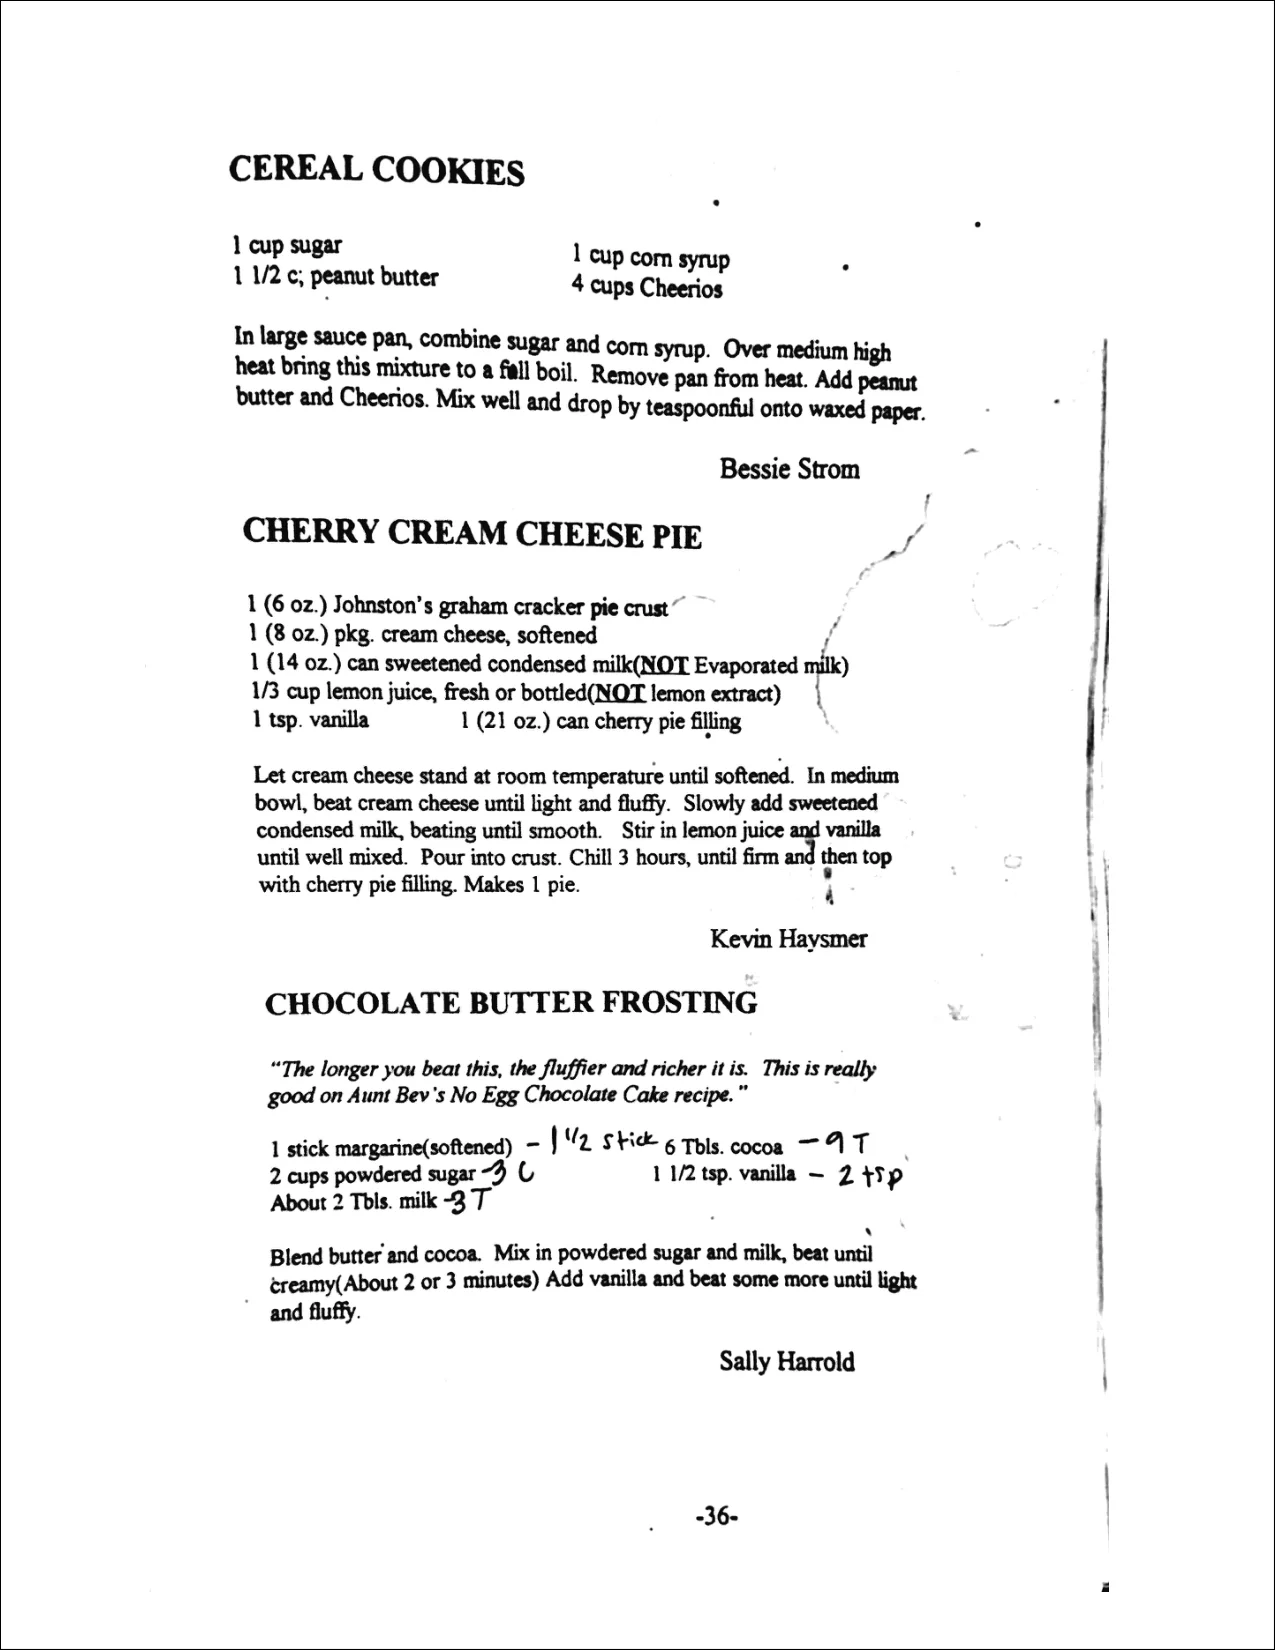 CEREAL COOKIES
1 cup sugar 1 cup corn syrup
1 1/2 c; peanut butter 4 cups Cheerios
In large sauce pan, combine sugar and corn syrup. Over medium high
heat bring this mixture to a full boil. Remove pan from heat. Add peanut
butter and Cheerios. Mix well and drop by teaspoonful onto waxed paper.
Bessie Strom
CHERRY CREAM CHEESE PIE
1 (6 oz.) Johnston's graham cracker pie crust
1 (8 oz.) pkg. cream cheese, softened
1 (14 oz.) can sweetened condensed milk(NOT Evaporated milk)
1/3 cup lemon juice, fresh or bottled(NOT lemon extract)
1 tsp. vanilla 1 (21 oz.) can cherry pie filling
Let cream cheese stand at room temperature until softened. In medium
bowl, beat cream cheese until light and fluffy. Slowly add sweetened
condensed milk, beating until smooth. Stir in lemon juice and vanilla
until well mixed. Pour into crust. Chill 3 hours, until firm and then top
with cherry pie filling. Makes 1 pie.
Kevin Haysmer
CHOCOLATE BUTTER FROSTING
"The longer you beat this, the fluffier and richer it is. This is really
good on Aunt Bev's No Egg Chocolate Cake recipe."
1 stick margarine(softened) - 1 1/2 stick 6 Tbls. cocoa - 9 T
2 cups powdered sugar -3 C 1 1/2 tsp. vanilla - 2 tsp
About 2 Tbls. milk -3 T
Blend butter and cocoa. Mix in powdered sugar and milk, beat until
creamy(About 2 or 3 minutes) Add vanilla and beat some more until light
and fluffy.
Sally Harrold
-36-